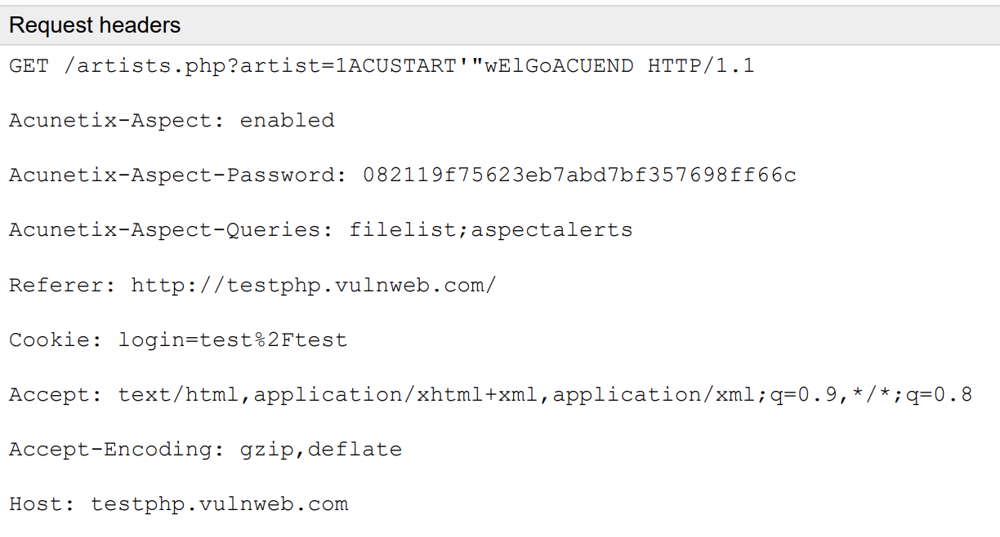 Request headers
GET /artists.php?artist=1ACUSTART'"wElGoACUEND HTTP/1.1
Acunetix-Aspect: enabled
Acunetix-Aspect-Password: 082119f75623eb7abd7bf357698ff66c
Acunetix-Aspect-Queries: filelist;aspectalerts
Referer: http://testphp.vulnweb.com/
Cookie: login=test%2Ftest
Accept: text/html,application/xhtml+xml,application/xml;q=0.9,*/*;q=0.8
Accept-Encoding: gzip,deflate
Host: testphp.vulnweb.com